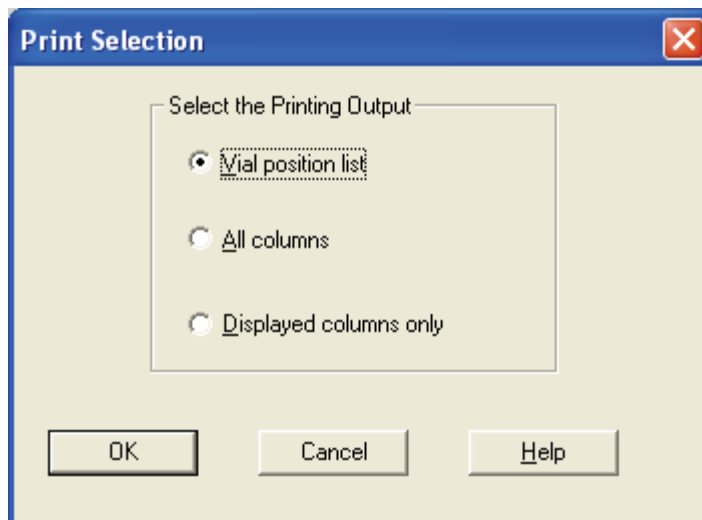 Print Selection
Select the Printing Output
Vial position list
All columns
Displayed columns only
OK Cancel Help